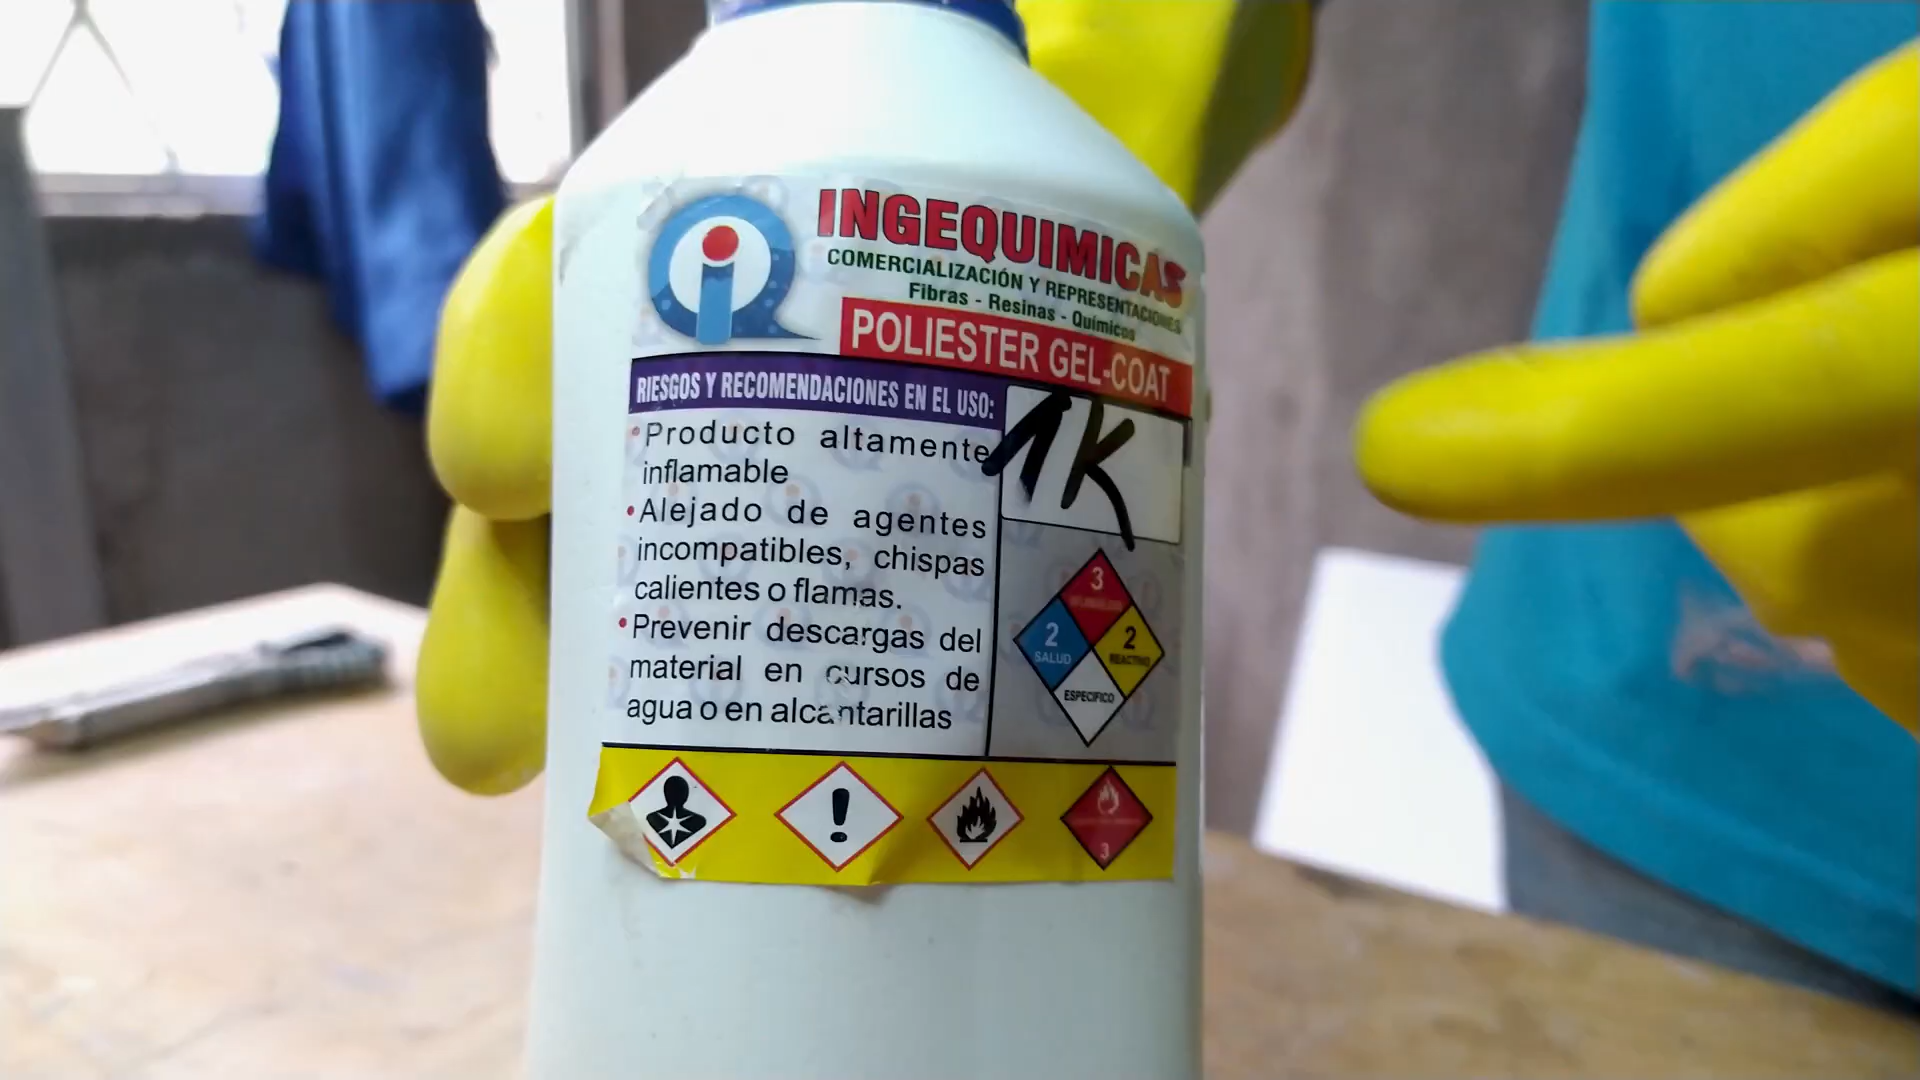 INGEQUIMICAS
COMERCIALIZACIÓN Y REPRESENTACIONES
Fibras - Resinas - Químicos
POLIESTER GEL-COAT
RIESGOS Y RECOMENDACIONES EN EL USO:
1K
•Producto altamente
inflamable
•Alejado de agentes
incompatibles, chispas
calientes o flamas.
•Prevenir descargas del
material en cursos de
agua o en alcantarillas
3
2
SALUD
2
REACTIVO
ESPECIFICO
3